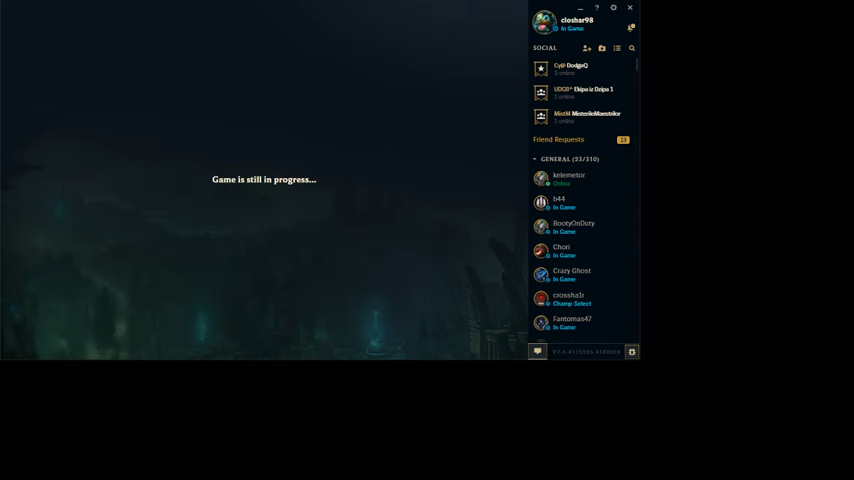 closhar98
In Game
SOCIAL
Cy@ DodgeQ
3 online
UDGB^ Ekipa iz Dzipa 1
1 online
MistM MisterileMaestrilor
1 online
Friend Requests
13
GENERAL (23/310)
kelemetor
Online
b44
In Game
BootyOnDuty
In Game
Chori
In Game
Crazy Ghost
In Game
crossha1r
Champ Select
Fantomas47
In Game
Game is still in progress...